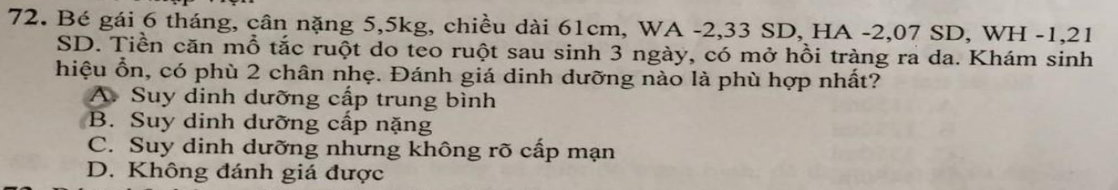 72. Bé gái 6 tháng, cân nặng 5,5kg, chiều dài 61cm, WA -2,33 SD, HA -2,07 SD, WH -1,21
SD. Tiền căn mổ tắc ruột do teo ruột sau sinh 3 ngày, có mở hồi tràng ra da. Khám sinh
hiệu ổn, có phù 2 chân nhẹ. Đánh giá dinh dưỡng nào là phù hợp nhất?
A. Suy dinh dưỡng cấp trung bình
B. Suy dinh dưỡng cấp nặng
C. Suy dinh dưỡng nhưng không rõ cấp mạn
D. Không đánh giá được